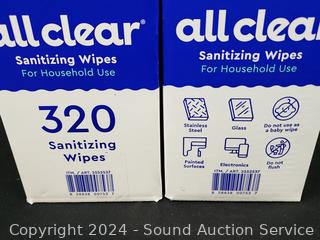 all clear®
Sanitizing Wipes
For Household Use
320
Sanitizing
Wipes
ITM. / ART. 3553537
all clear
Sanitizing Wipes
For Household Use
Stainless
Steel
Glass
Do not use as
a baby wipe
Painted
Surfaces
Electronics
Do not
flush
ITM. / ART. 3553537
Copyright 2024 - Sound Auction Service